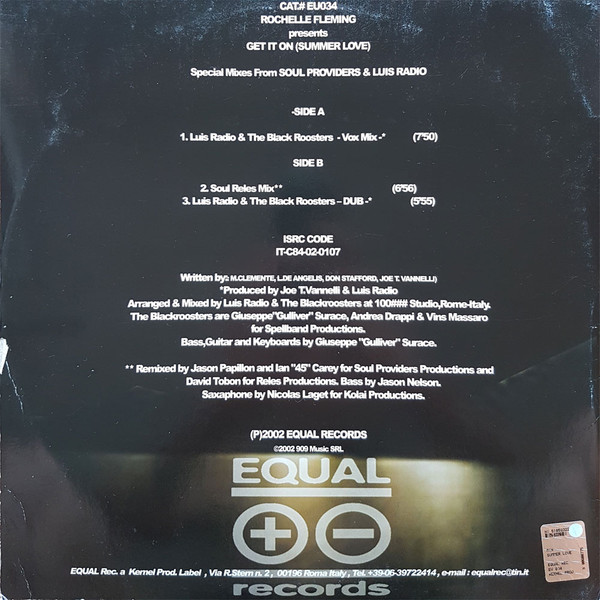 CAT.# EU034
ROCHELLE FLEMING
presents
GET IT ON (SUMMER LOVE)
Special Mixes From SOUL PROVIDERS & LUIS RADIO
-SIDE A
1. Luis Radio & The Black Roosters - Vox Mix -* (7'50)
SIDE B
2. Soul Reles Mix** (6'56)
3. Luis Radio & The Black Roosters – DUB -* (5'55)
ISRC CODE
IT-C84-02-0107
Written by: M.CLEMENTE, L.DE ANGELIS, DON STAFFORD, JOE T. VANNELLI)
*Produced by Joe T.Vannelli & Luis Radio
Arranged & Mixed by Luis Radio & The Blackroosters at 100### Studio,Rome-Italy.
The Blackroosters are Giuseppe"Gulliver" Surace, Andrea Drappi & Vins Massaro
for Spellband Productions.
Bass,Guitar and Keyboards by Giuseppe "Gulliver" Surace.
** Remixed by Jason Papillon and Ian "45" Carey for Soul Providers Productions and
David Tobon for Reles Productions. Bass by Jason Nelson.
Saxaphone by Nicolas Laget for Kolai Productions.
(P)2002 EQUAL RECORDS
©2002 909 Music SRL
EQUAL
EQUAL Rec. a Kernel Prod. Label , Via R.Stern n. 2 , 00196 Roma Italy , Tel. +39-06-39722414 , e-mail : equalrec@tin.it
records
SUMMER LOVE